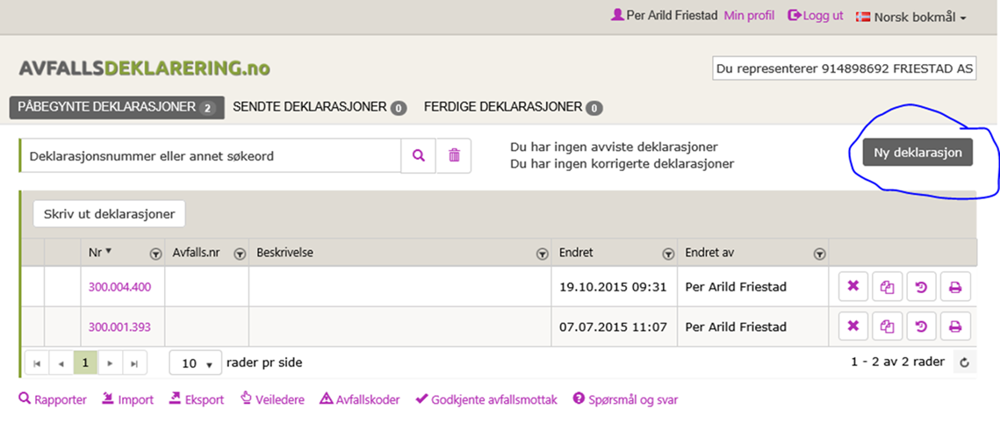 Per Arild Friestad Min profil Logg ut Norsk bokmål
AVFALLSDEKLARERING.no
Du representerer 914898692 FRIESTAD AS
PÅBEGYNTE DEKLARASJONER 2 SENDTE DEKLARASJONER 0 FERDIGE DEKLARASJONER 0
Deklarasjonsnummer eller annet søkeord
Du har ingen avviste deklarasjoner
Du har ingen korrigerte deklarasjoner
Ny deklarasjon
Skriv ut deklarasjoner
Nr Avfalls.nr Beskrivelse Endret Endret av
300.004.400 19.10.2015 09:31 Per Arild Friestad
300.001.393 07.07.2015 11:07 Per Arild Friestad
1 10 rader pr side 1 - 2 av 2 rader
Rapporter Import Eksport Veiledere Avfallskoder Godkjente avfallsmottak Spørsmål og svar